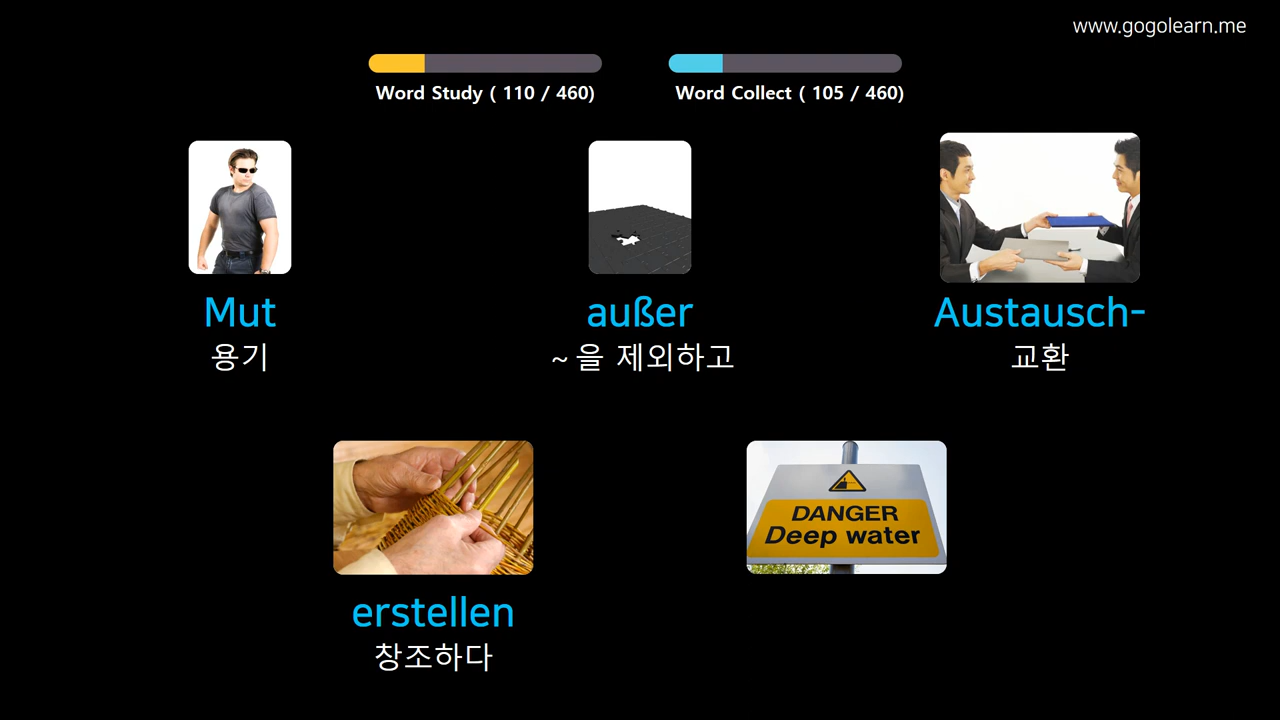 www.gogolearn.me
Word Study ( 110 / 460)
Word Collect ( 105 / 460)
Mut
용기
außer
~을 제외하고
Austausch-
교환
erstellen
창조하다
DANGER
Deep water